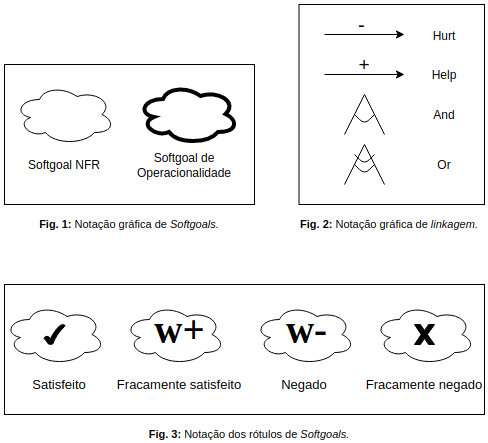 Softgoal NFR
Softgoal de
Operacionalidade
Fig. 1: Notação gráfica de Softgoals.
- Hurt
+ Help
And
Or
Fig. 2: Notação gráfica de linkagem.
✓ W+ W- X
Satisfeito Fracamente satisfeito Negado Fracamente negado
Fig. 3: Notação dos rótulos de Softgoals.